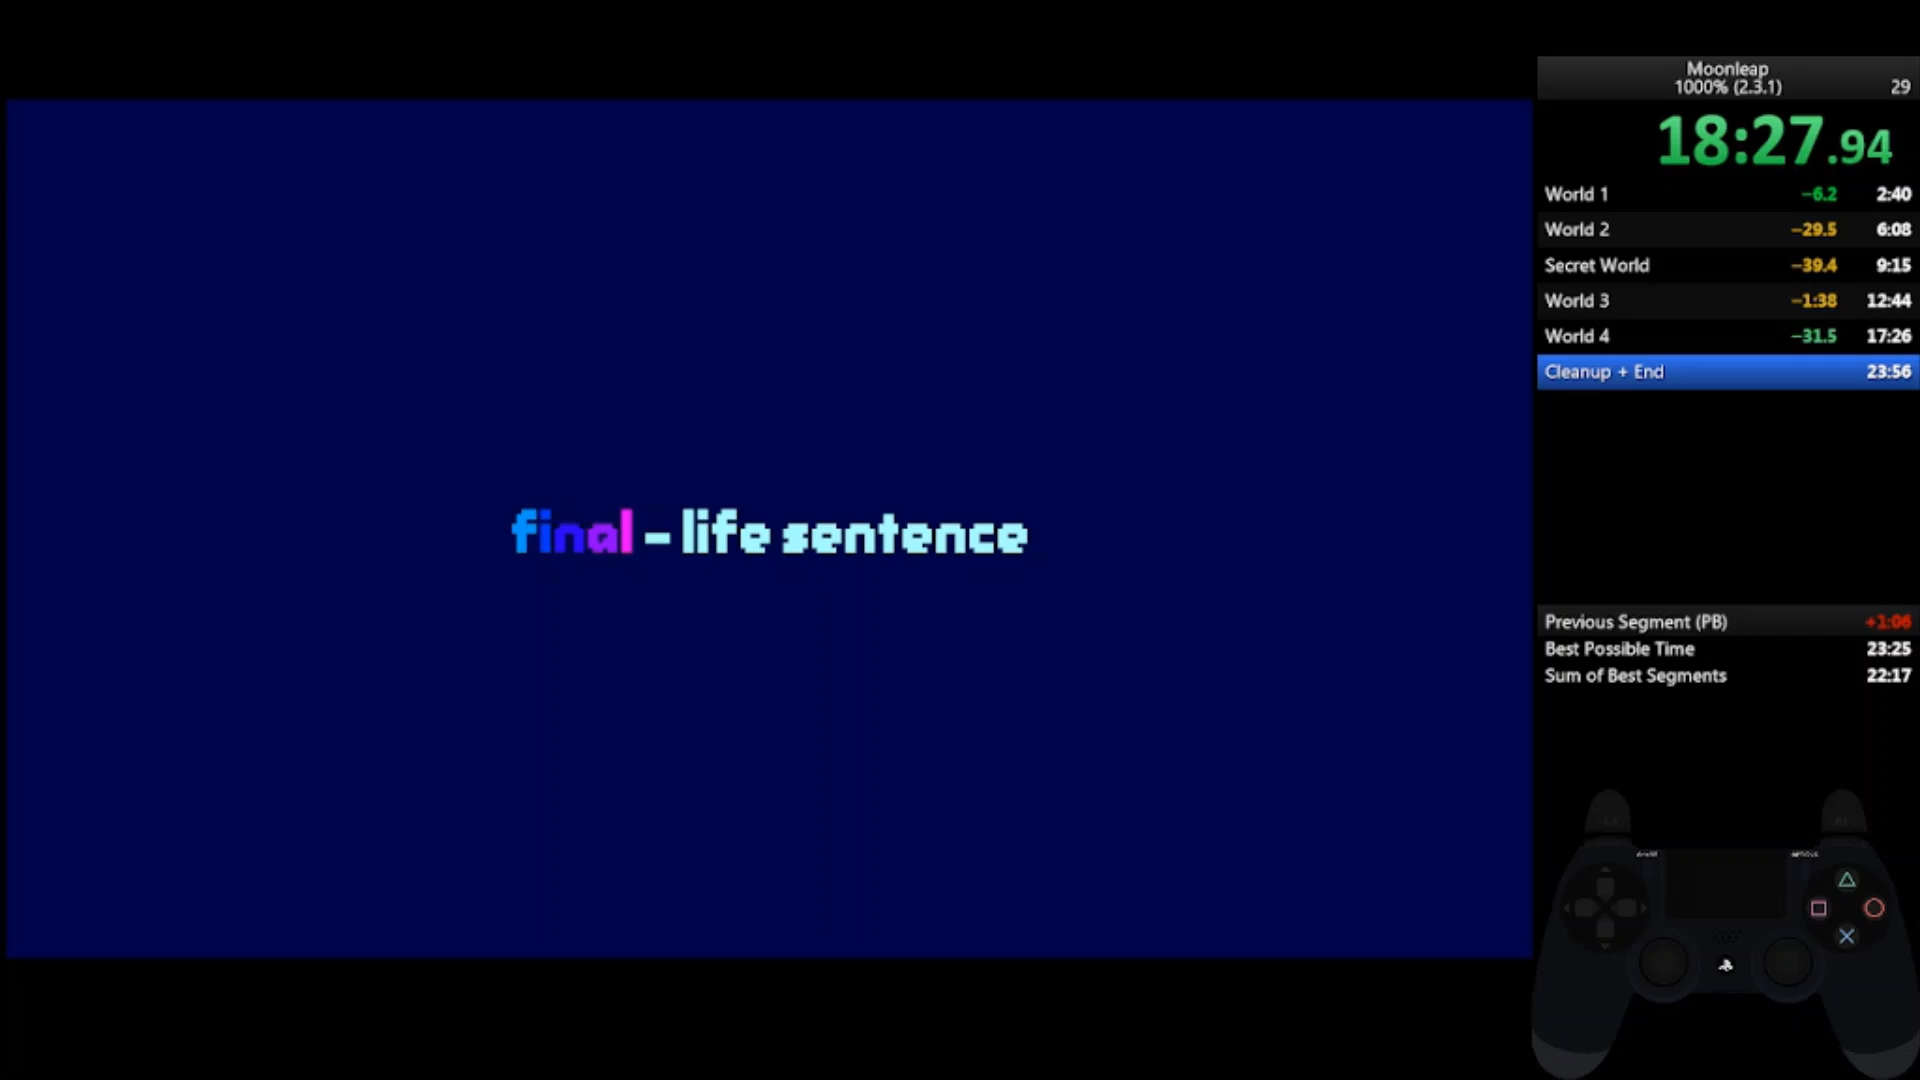 Moonleap
1000% (2.3.1) 29
18:27.94
World 1 −6.2 2:40
World 2 −29.5 6:08
Secret World −39.4 9:15
World 3 −1:38 12:44
World 4 −31.5 17:26
Cleanup + End 23:56
final - life sentence
Previous Segment (PB) +1:06
Best Possible Time 23:25
Sum of Best Segments 22:17